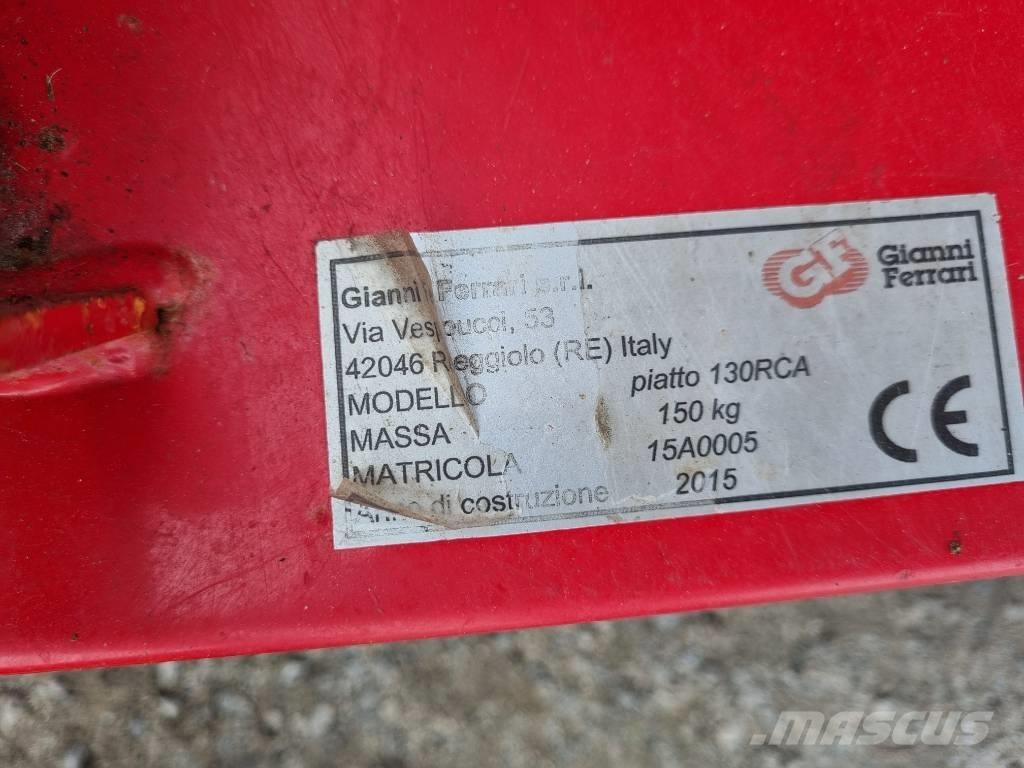 Gianni Ferrari s.r.l.
Via Vespucci, 53
42046 Reggiolo (RE) Italy
MODELLO piatto 130RCA
MASSA 150 kg
MATRICOLA 15A0005
Anno di costruzione 2015
GF Gianni
Ferrari
CE
MASCUS